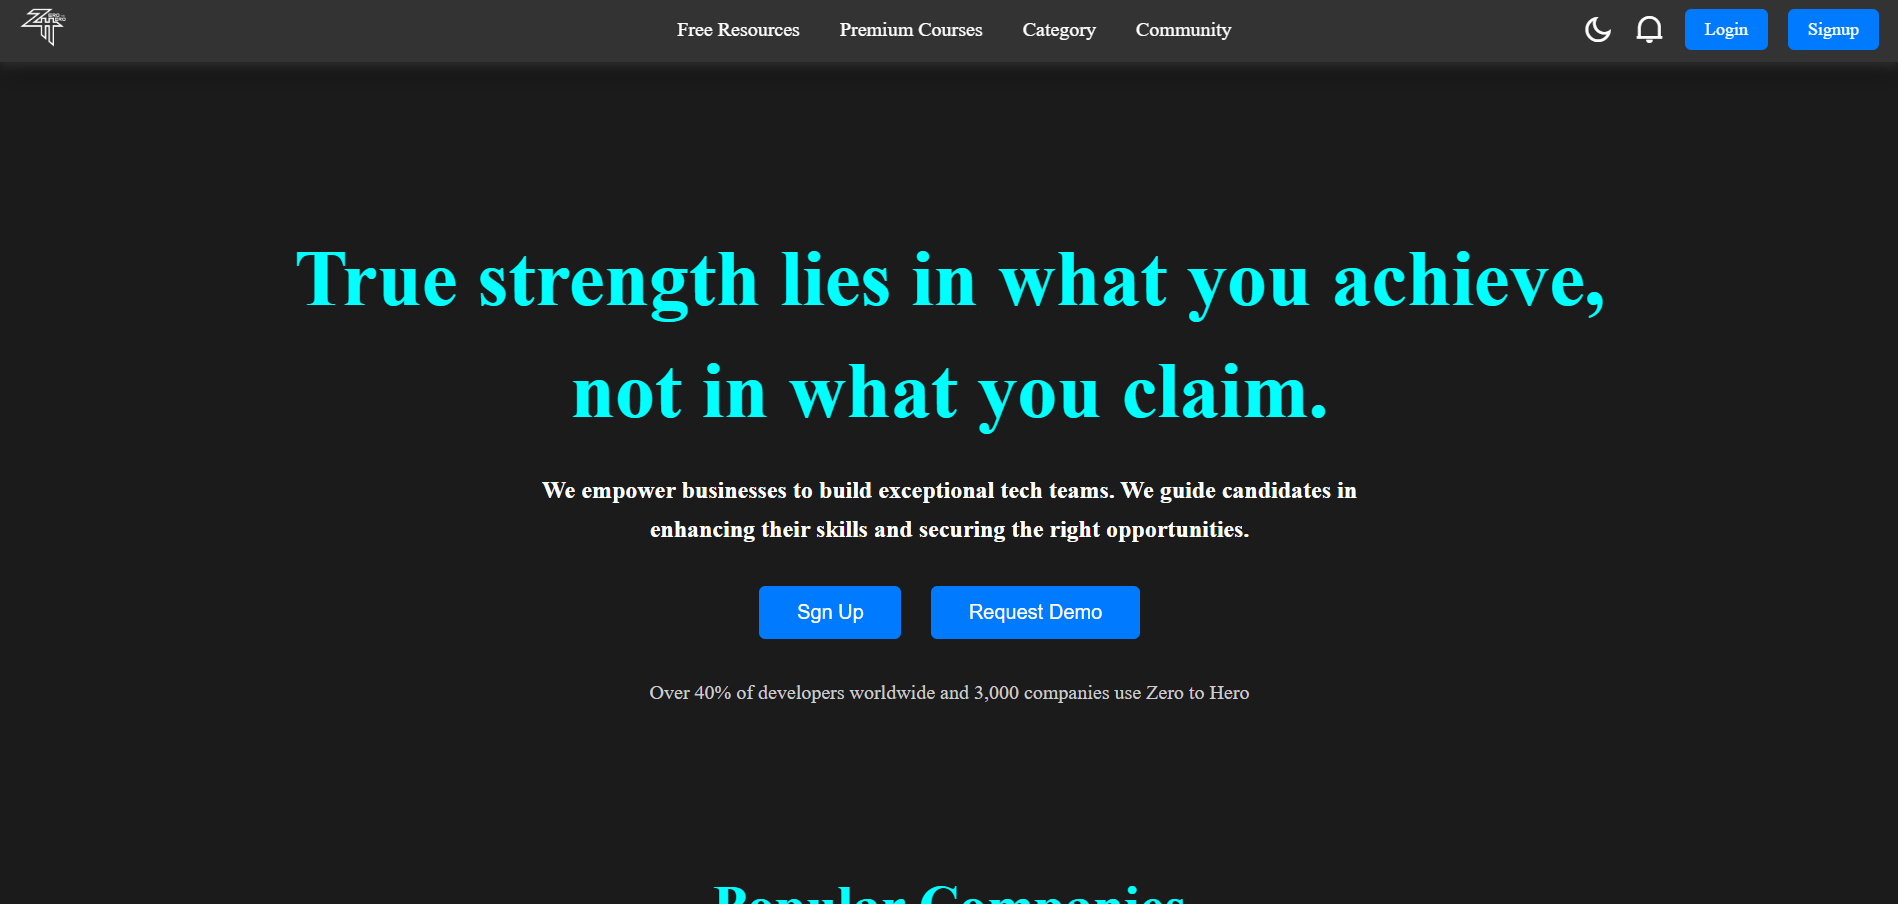 Free Resources
Premium Courses
Category
Community
Login
Signup
True strength lies in what you achieve,
not in what you claim.
We empower businesses to build exceptional tech teams. We guide candidates in
enhancing their skills and securing the right opportunities.
Sgn Up
Request Demo
Over 40% of developers worldwide and 3,000 companies use Zero to Hero
Popular Companies